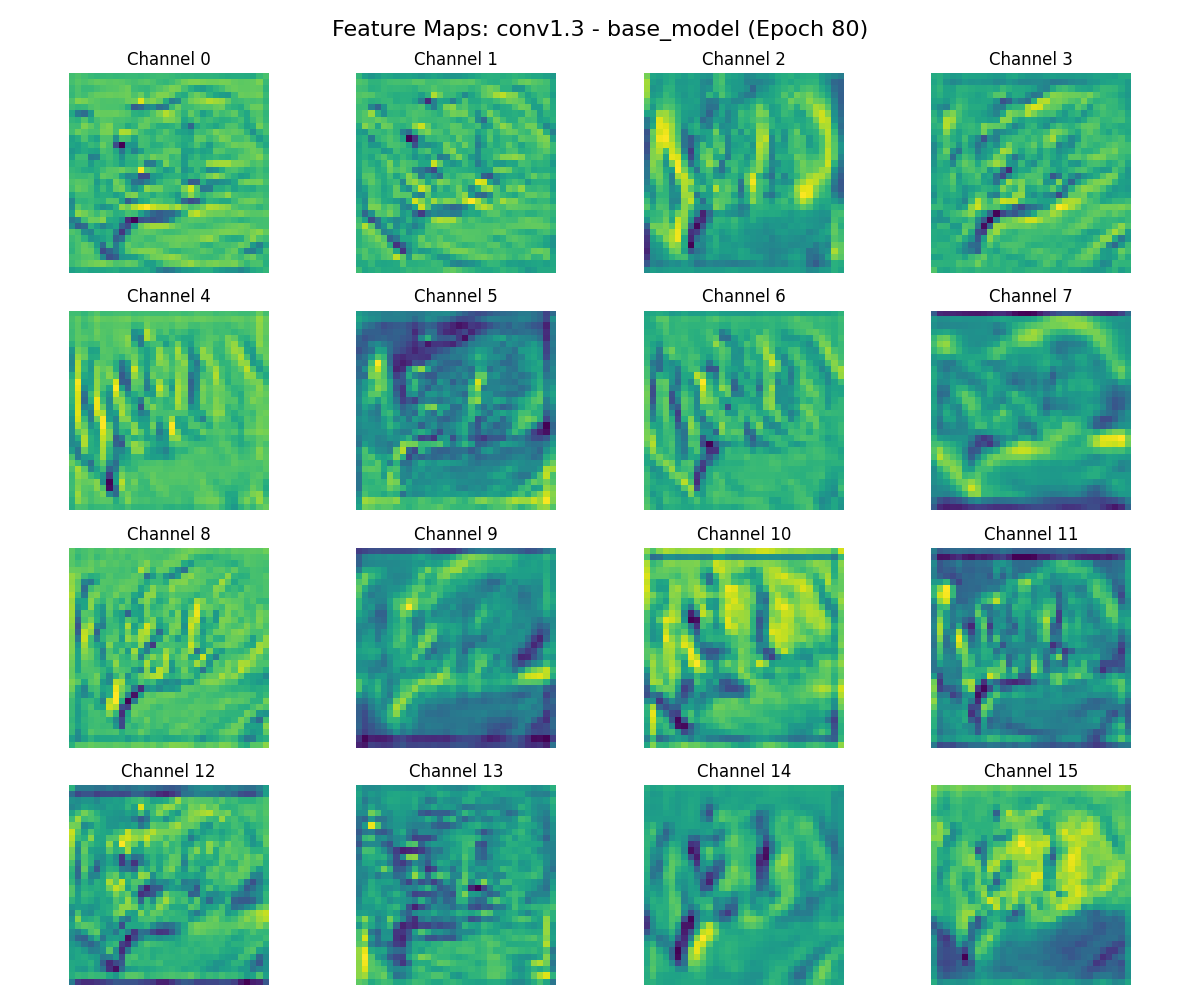 Feature Maps: conv1.3 - base_model (Epoch 80)
Channel 0
Channel 1
Channel 2
Channel 3
Channel 4
Channel 5
Channel 6
Channel 7
Channel 8
Channel 9
Channel 10
Channel 11
Channel 12
Channel 13
Channel 14
Channel 15